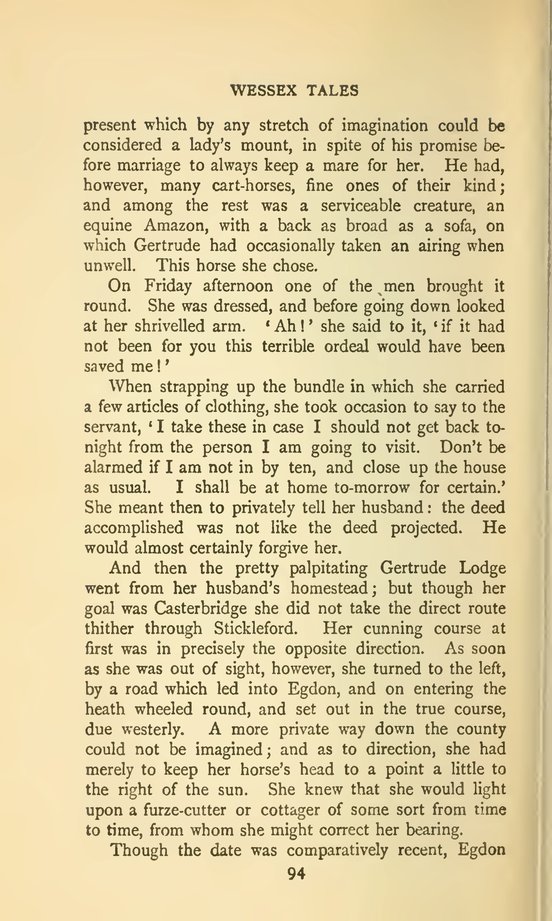 WESSEX TALES
present which by any stretch of imagination could be
considered a lady's mount, in spite of his promise be-
fore marriage to always keep a mare for her. He had,
however, many cart-horses, fine ones of their kind;
and among the rest was a serviceable creature, an
equine Amazon, with a back as broad as a sofa, on
which Gertrude had occasionally taken an airing when
unwell. This horse she chose.
On Friday afternoon one of the men brought it
round. She was dressed, and before going down looked
at her shrivelled arm. ‘Ah!’ she said to it, ‘if it had
not been for you this terrible ordeal would have been
saved me!’
When strapping up the bundle in which she carried
a few articles of clothing, she took occasion to say to the
servant, ‘I take these in case I should not get back to-
night from the person I am going to visit. Don't be
alarmed if I am not in by ten, and close up the house
as usual. I shall be at home to-morrow for certain.’
She meant then to privately tell her husband: the deed
accomplished was not like the deed projected. He
would almost certainly forgive her.
And then the pretty palpitating Gertrude Lodge
went from her husband's homestead; but though her
goal was Casterbridge she did not take the direct route
thither through Stickleford. Her cunning course at
first was in precisely the opposite direction. As soon
as she was out of sight, however, she turned to the left,
by a road which led into Egdon, and on entering the
heath wheeled round, and set out in the true course,
due westerly. A more private way down the county
could not be imagined; and as to direction, she had
merely to keep her horse's head to a point a little to
the right of the sun. She knew that she would light
upon a furze-cutter or cottager of some sort from time
to time, from whom she might correct her bearing.
Though the date was comparatively recent, Egdon
94